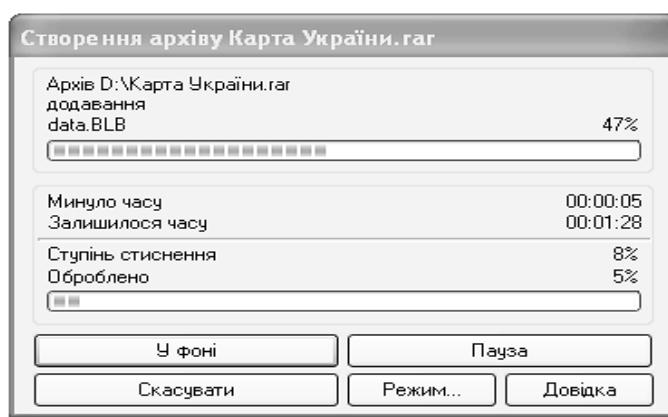 Створення архіву Карта України.rar
Архів D:\Карта України.rar
додавання
data.BLB 47%
Минуло часу 00:00:05
Залишилося часу 00:01:28
Ступінь стиснення 8%
Оброблено 5%
У фоні Пауза
Скасувати Режим... Довідка